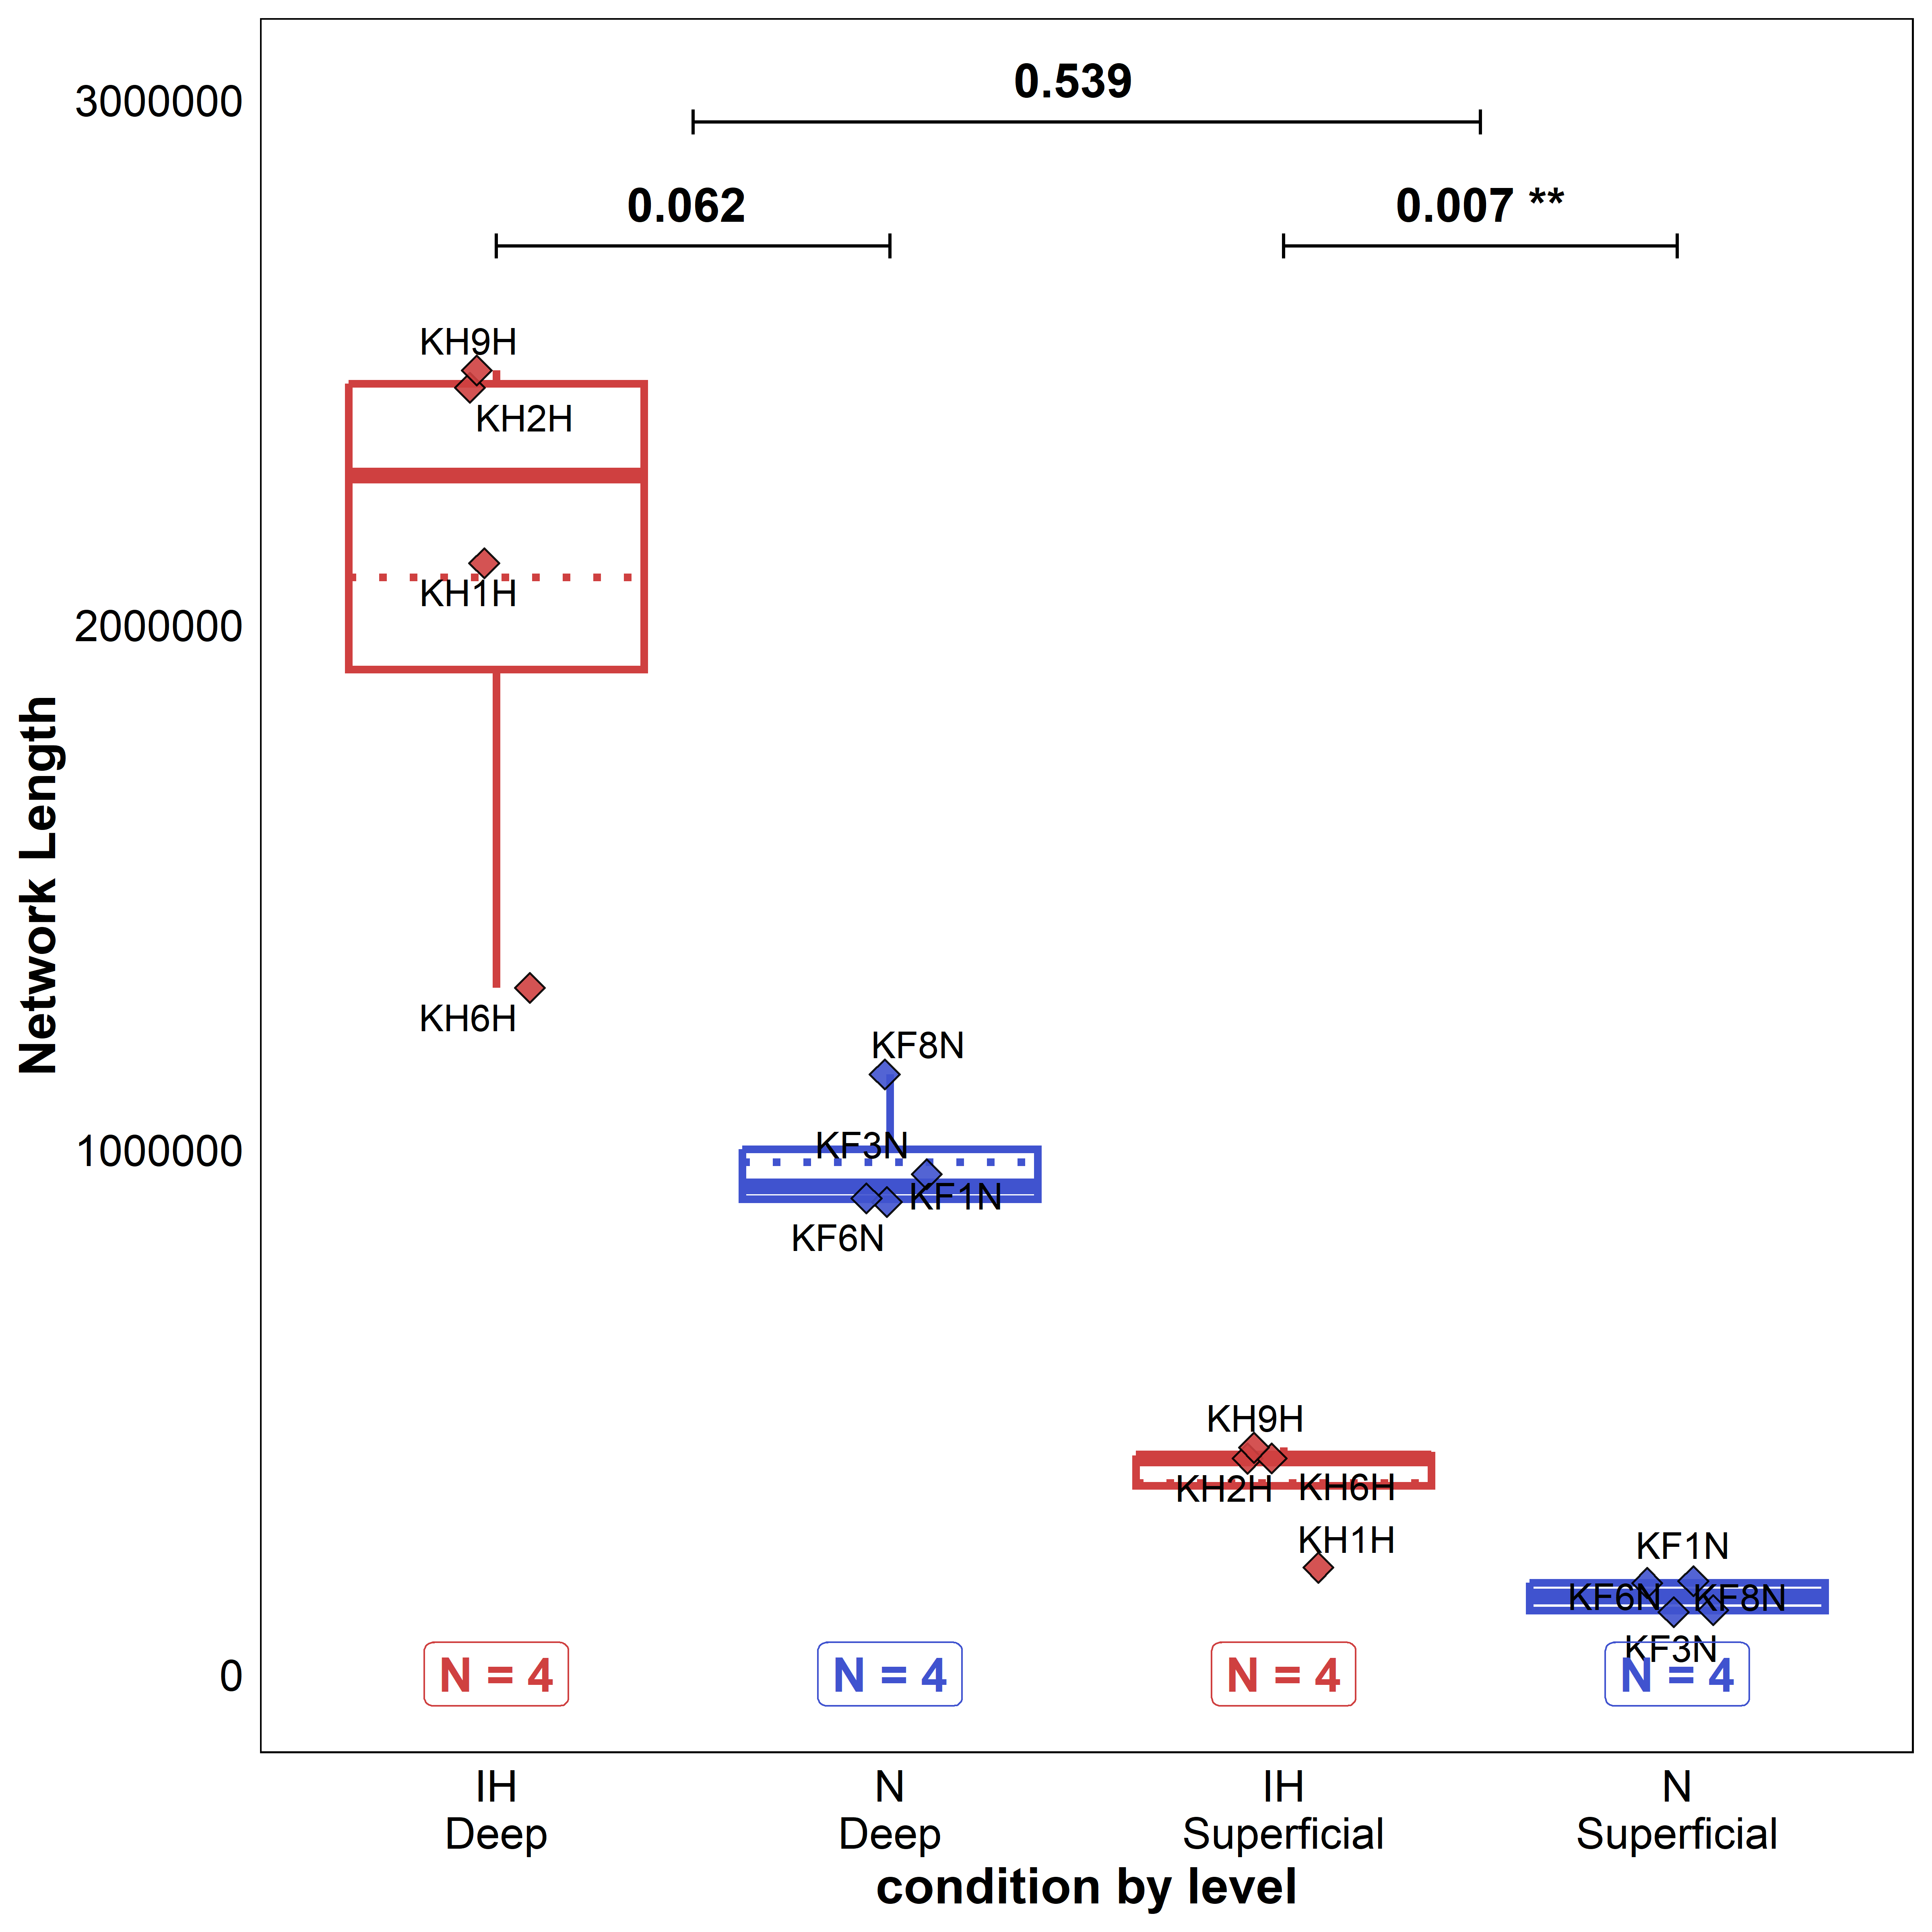 3000000
2000000
1000000
0
Network Length
0.539
0.062
0.007 **
KH9H
KH2H
KH1H
KH6H
KF8N
KF3N
KF1N
KF6N
KH9H
KH2H
KH6H
KH1H
KF1N
KF6N
KF8N
KF3N
N = 4
N = 4
N = 4
N = 4
IH
Deep
N
Deep
IH
Superficial
N
Superficial
condition by level